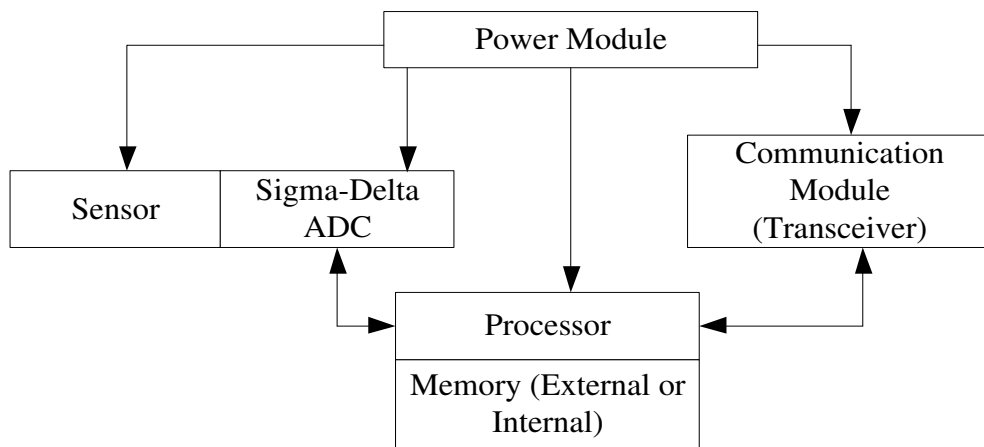 Power Module
Sensor
Sigma-Delta
ADC
Communication
Module
(Transceiver)
Processor
Memory (External or
Internal)